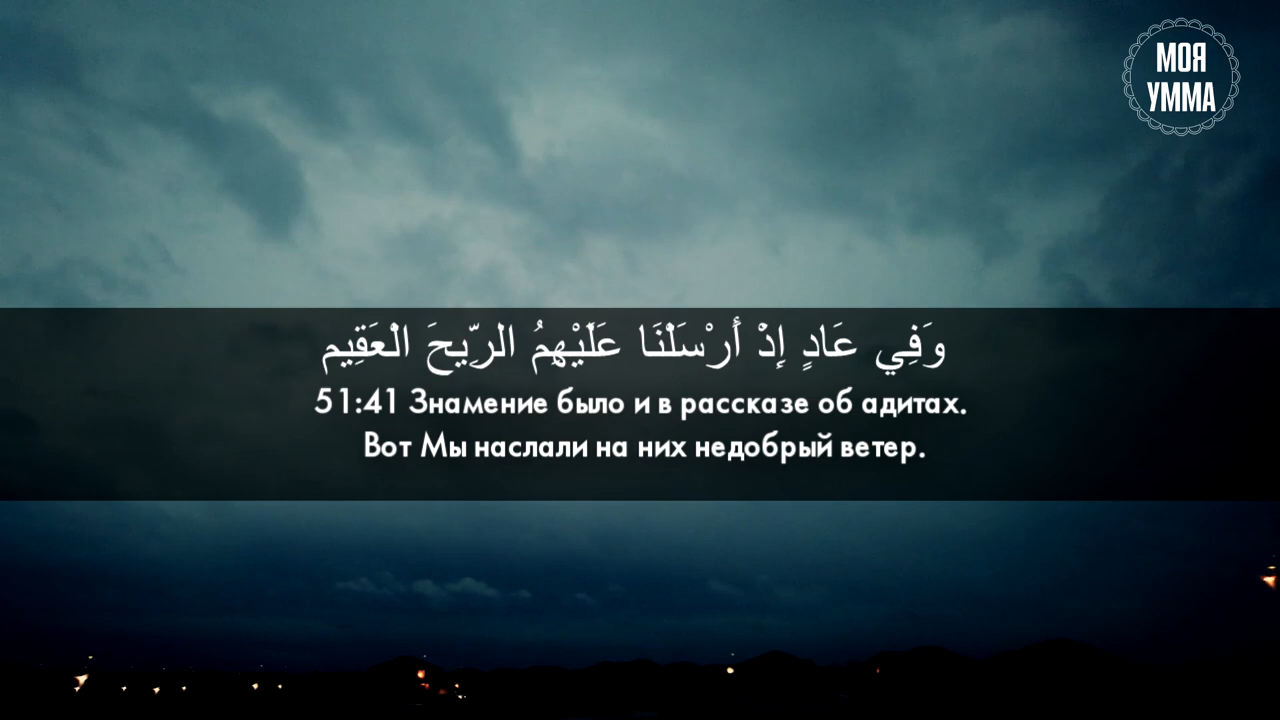 МОЯ
УММА
وَفِي عَادٍ إِذْ أَرْسَلْنَا عَلَيْهِمُ الرِّيحَ الْعَقِيم
51:41 Знамение было и в рассказе об адитах.
Вот Мы наслали на них недобрый ветер.